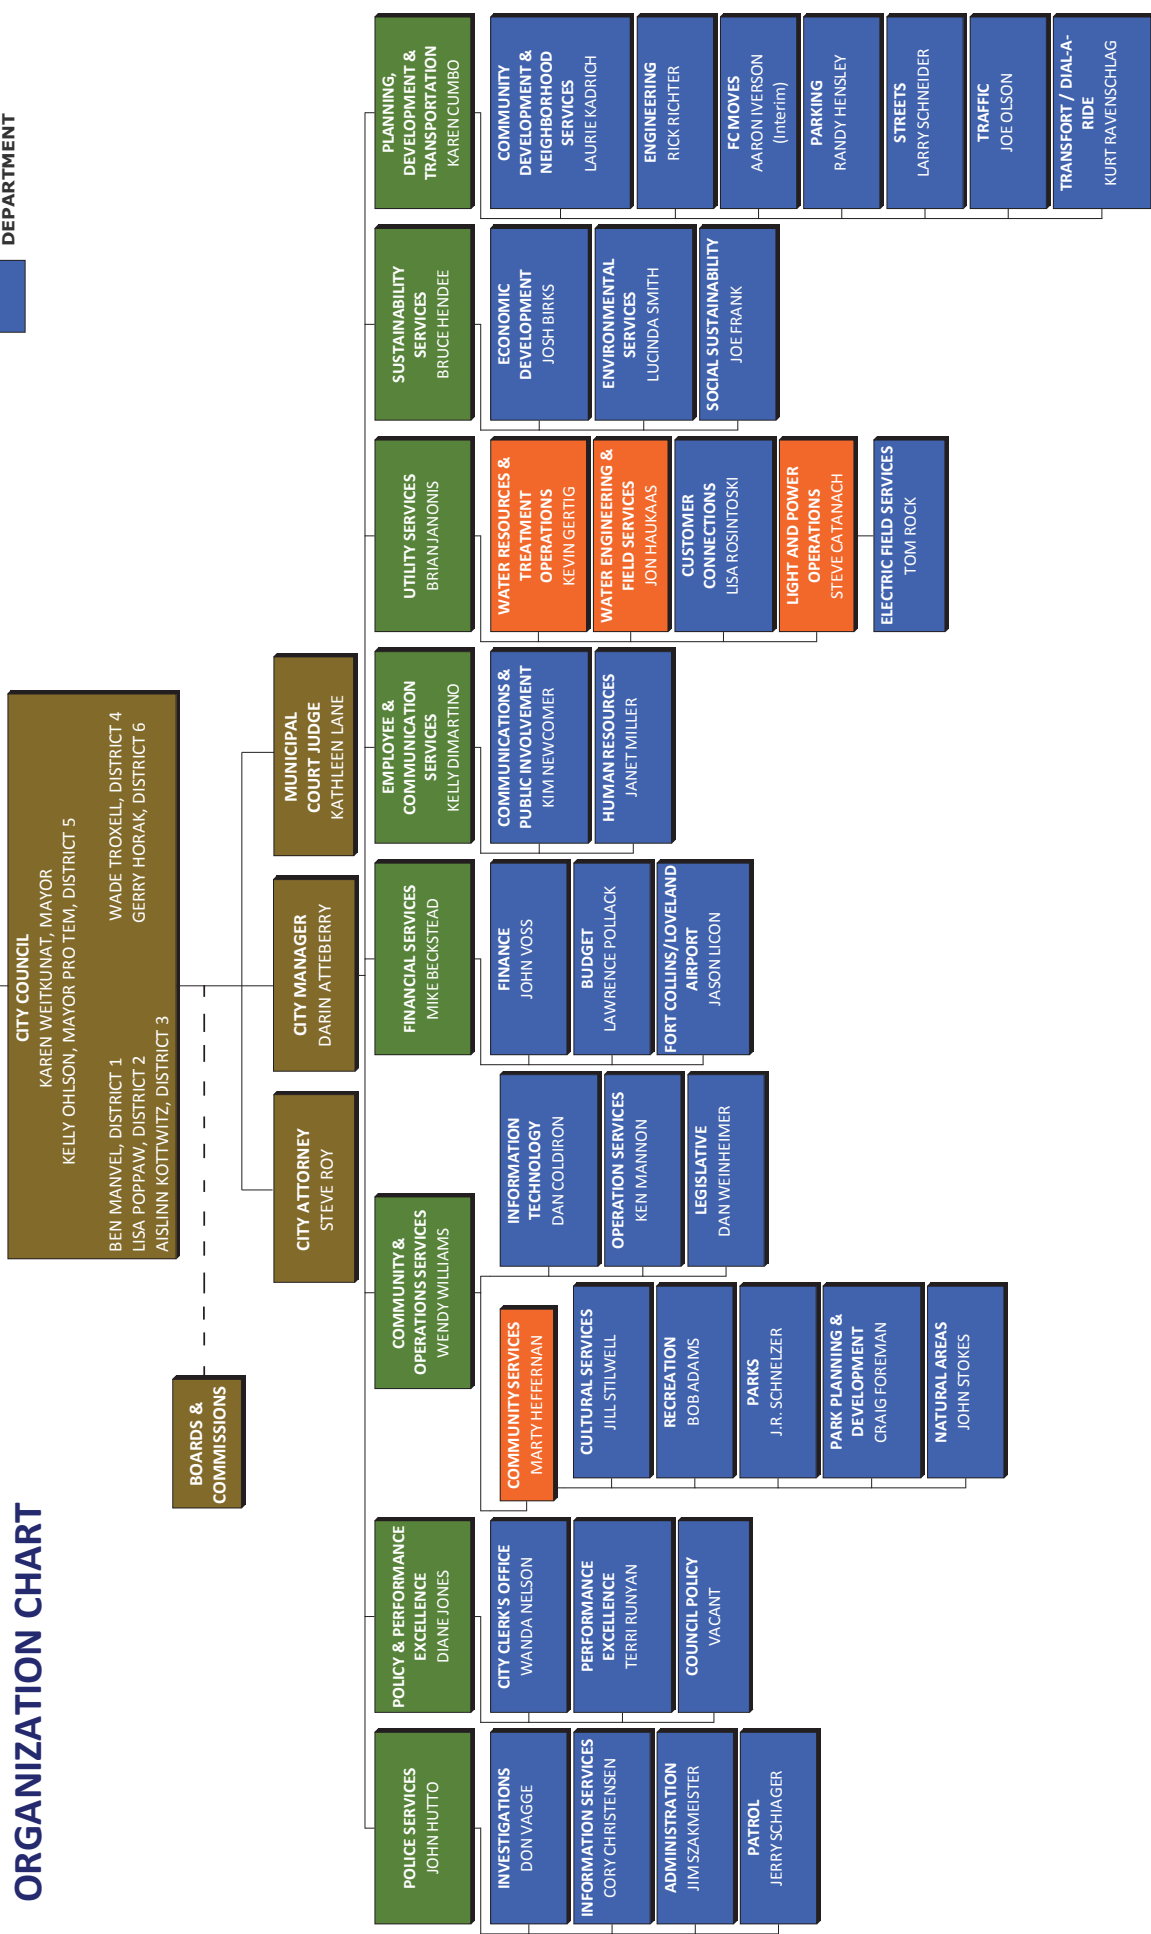 ORGANIZATION CHART
DEPARTMENT
CITY COUNCIL
KAREN WEITKUNAT, MAYOR
KELLY OHLSON, MAYOR PRO TEM, DISTRICT 5
BEN MANVEL, DISTRICT 1
WADE TROXELL, DISTRICT 4
LISA POPPAW, DISTRICT 2
GERRY HORAK, DISTRICT 6
AISLINN KOTTWITZ, DISTRICT 3
BOARDS &
COMMISSIONS
CITY ATTORNEY
STEVE ROY
CITY MANAGER
DARIN ATTEBERRY
MUNICIPAL
COURT JUDGE
KATHLEEN LANE
POLICE SERVICES
JOHN HUTTO
INVESTIGATIONS
DON VAGGE
INFORMATION SERVICES
CORY CHRISTENSEN
ADMINISTRATION
JIM SZAKMEISTER
PATROL
JERRY SCHIAGER
POLICY & PERFORMANCE
EXCELLENCE
DIANE JONES
CITY CLERK'S OFFICE
WANDA NELSON
PERFORMANCE
EXCELLENCE
TERRI RUNYAN
COUNCIL POLICY
VACANT
COMMUNITY &
OPERATIONS SERVICES
WENDY WILLIAMS
COMMUNITY SERVICES
MARTY HEFFERNAN
CULTURAL SERVICES
JILL STILWELL
RECREATION
BOB ADAMS
PARKS
J.R. SCHNELZER
PARK PLANNING &
DEVELOPMENT
CRAIG FOREMAN
NATURAL AREAS
JOHN STOKES
INFORMATION
TECHNOLOGY
DAN COLDIRON
OPERATION SERVICES
KEN MANNON
LEGISLATIVE
DAN WEINHEIMER
FINANCIAL SERVICES
MIKE BECKSTEAD
FINANCE
JOHN VOSS
BUDGET
LAWRENCE POLLACK
FORT COLLINS/LOVELAND
AIRPORT
JASON LICON
EMPLOYEE &
COMMUNICATION
SERVICES
KELLY DIMARTINO
COMMUNICATIONS &
PUBLIC INVOLVEMENT
KIM NEWCOMER
HUMAN RESOURCES
JANET MILLER
UTILITY SERVICES
BRIAN JANONIS
WATER RESOURCES &
TREATMENT
OPERATIONS
KEVIN GERTIG
WATER ENGINEERING &
FIELD SERVICES
JON HAUKAAS
CUSTOMER
CONNECTIONS
LISA ROSINTOSKI
LIGHT AND POWER
OPERATIONS
STEVE CATANACH
ELECTRIC FIELD SERVICES
TOM ROCK
SUSTAINABILITY
SERVICES
BRUCE HENDEE
ECONOMIC
DEVELOPMENT
JOSH BIRKS
ENVIRONMENTAL
SERVICES
LUCINDA SMITH
SOCIAL SUSTAINABILITY
JOE FRANK
PLANNING,
DEVELOPMENT &
TRANSPORTATION
KAREN CUMBO
COMMUNITY
DEVELOPMENT &
NEIGHBORHOOD
SERVICES
LAURIE KADRICH
ENGINEERING
RICK RICHTER
FC MOVES
AARON IVERSON
(Interim)
PARKING
RANDY HENSLEY
STREETS
LARRY SCHNEIDER
TRAFFIC
JOE OLSON
TRANSFORT / DIAL-A-
RIDE
KURT RAVENSCHLAG